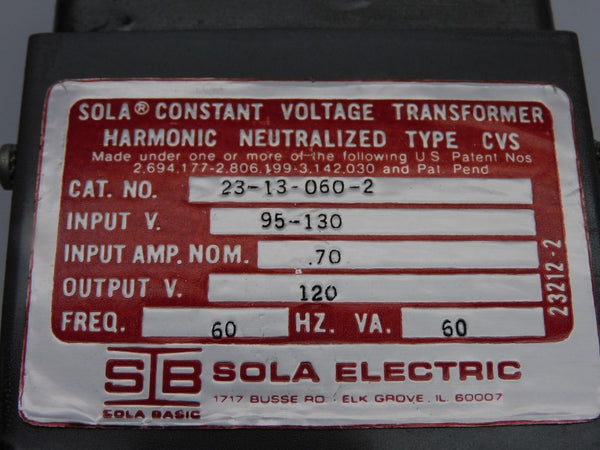 SOLA® CONSTANT VOLTAGE TRANSFORMER
HARMONIC NEUTRALIZED TYPE CVS
Made under one or more of the following U.S. Patent Nos
2,694,177-2,806,199-3,142,030 and Pat. Pend
CAT. NO. 23-13-060-2
INPUT V. 95-130
INPUT AMP. NOM. .70
OUTPUT V. 120
FREQ. 60 HZ. VA. 60
23212-2
SB SOLA ELECTRIC
SOLA BASIC 1717 BUSSE RD. ELK GROVE, IL 60007